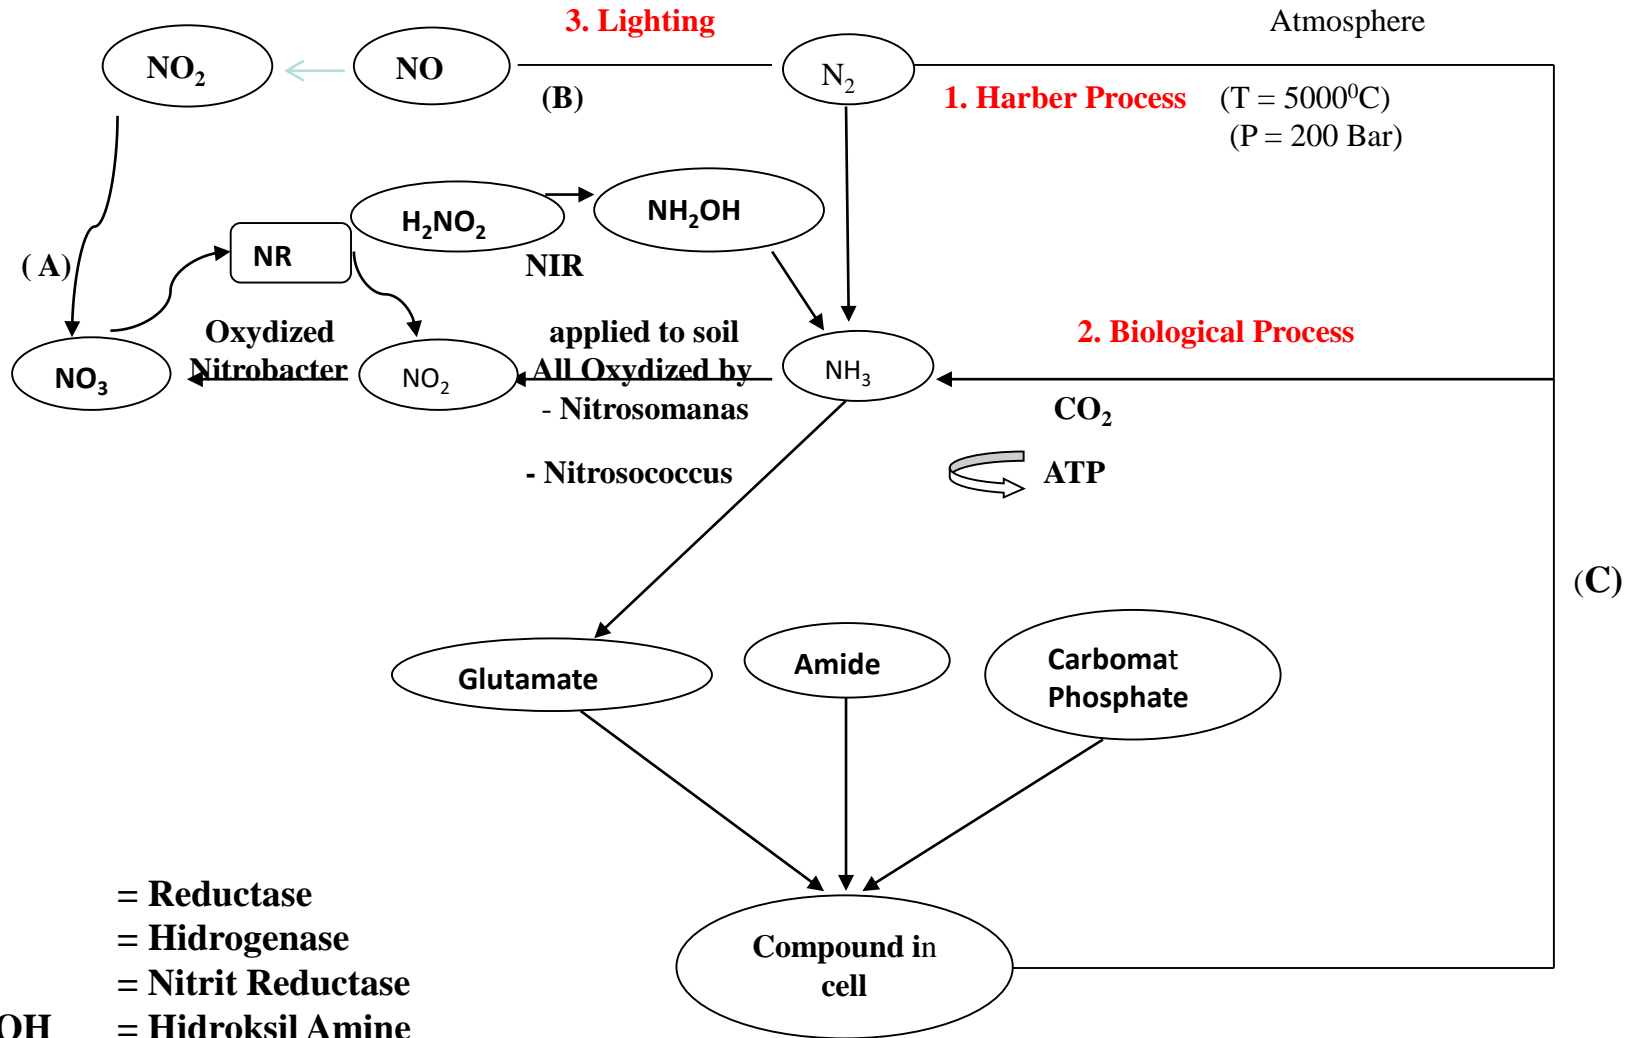 3. Lighting
Atmosphere
NO₂
NO
N₂
(B)
1. Harber Process (T = 5000⁰C)
(P = 200 Bar)
H₂NO₂
NH₂OH
NR
NIR
( A)
Oxydized
Nitrobacter
applied to soil
All Oxydized by
- Nitrosomanas
- Nitrosococcus
2. Biological Process
NO₃
NO₂
NH₃
CO₂
ATP
(C)
Glutamate
Amide
Carbomat
Phosphate
Compound in
cell
= Reductase
= Hidrogenase
= Nitrit Reductase
OH = Hidroksil Amine